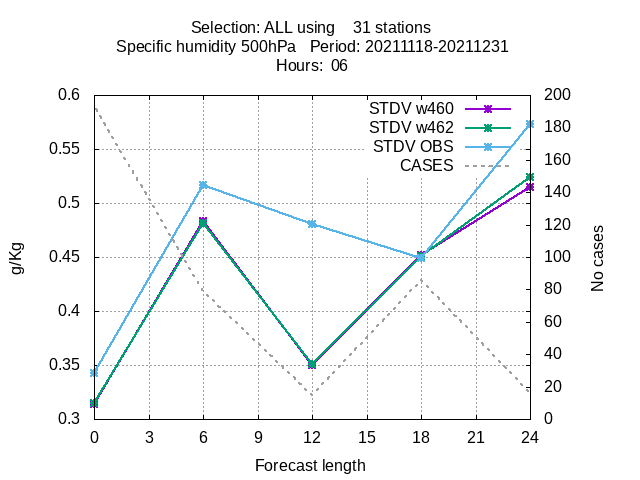 Selection: ALL using    31 stations
Specific humidity 500hPa   Period: 20211118-20211231
Hours:  06
STDV w460
STDV w462
STDV OBS
CASES
g/Kg
0.6
0.55
0.5
0.45
0.4
0.35
0.3
200
180
160
140
120
100
80
60
40
20
0
No cases
0 3 6 9 12 15 18 21 24
Forecast length